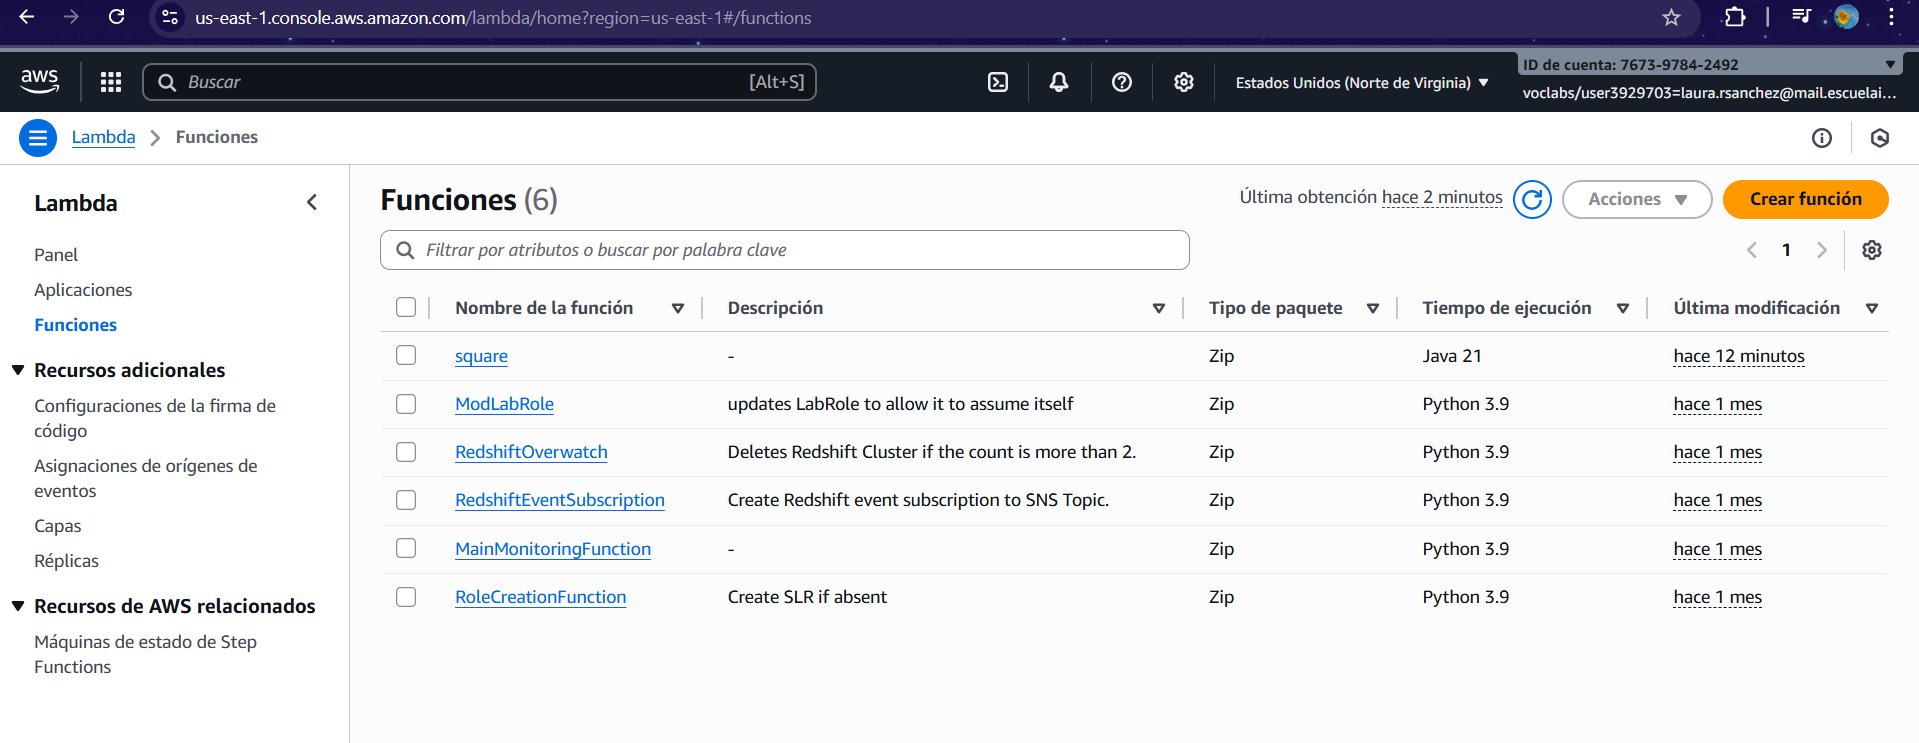 us-east-1.console.aws.amazon.com/lambda/home?region=us-east-1#/functions
aws
Buscar
[Alt+S]
Estados Unidos (Norte de Virginia)
ID de cuenta: 7673-9784-2492
voclabs/user3929703=laura.rsanchez@mail.escuelai...
Lambda
Funciones
Lambda
Panel
Aplicaciones
Funciones
Recursos adicionales
Configuraciones de la firma de
código
Asignaciones de orígenes de
eventos
Capas
Réplicas
Recursos de AWS relacionados
Máquinas de estado de Step
Functions
Funciones (6)
Última obtención hace 2 minutos
Acciones
Crear función
Filtrar por atributos o buscar por palabra clave
1
Nombre de la función Descripción Tipo de paquete Tiempo de ejecución Última modificación
square - Zip Java 21 hace 12 minutos
ModLabRole updates LabRole to allow it to assume itself Zip Python 3.9 hace 1 mes
RedshiftOverwatch Deletes Redshift Cluster if the count is more than 2. Zip Python 3.9 hace 1 mes
RedshiftEventSubscription Create Redshift event subscription to SNS Topic. Zip Python 3.9 hace 1 mes
MainMonitoringFunction - Zip Python 3.9 hace 1 mes
RoleCreationFunction Create SLR if absent Zip Python 3.9 hace 1 mes